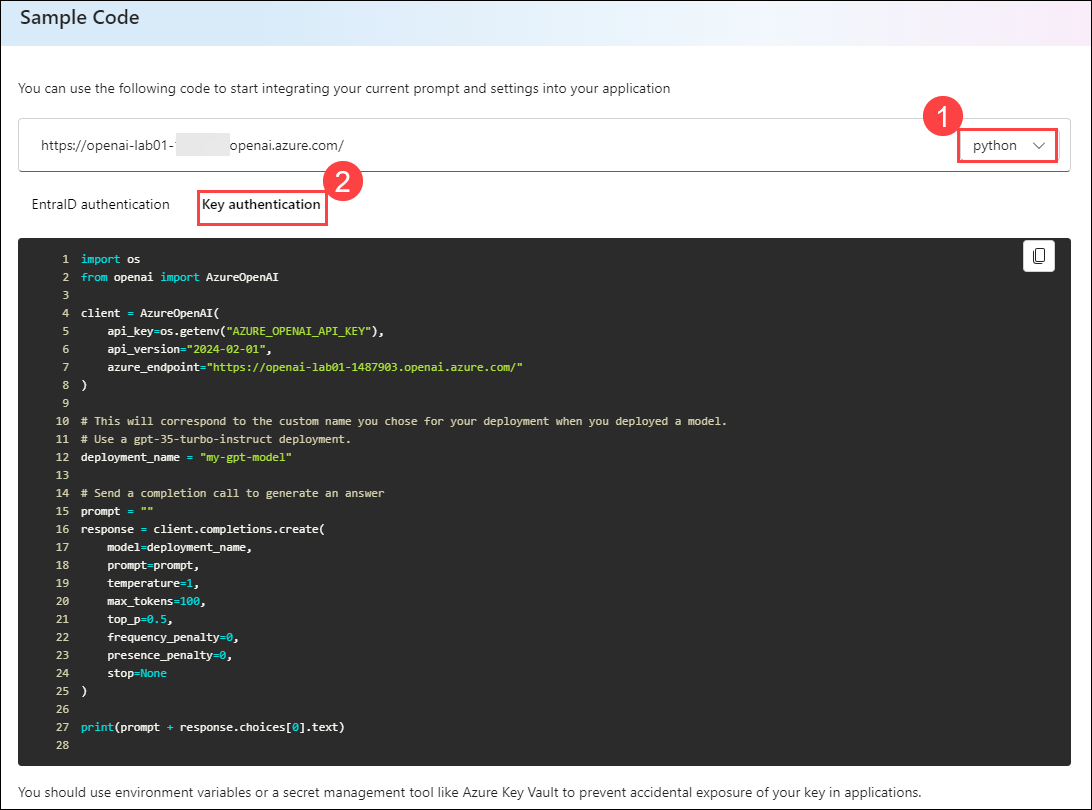 Sample Code
You can use the following code to start integrating your current prompt and settings into your application
1
https://openai-lab01- openai.azure.com/
python
2
EntraID authentication
Key authentication
1 import os
2 from openai import AzureOpenAI
3
4 client = AzureOpenAI(
5     api_key=os.getenv("AZURE_OPENAI_API_KEY"),
6     api_version="2024-02-01",
7     azure_endpoint="https://openai-lab01-1487903.openai.azure.com/"
8 )
9
10 # This will correspond to the custom name you chose for your deployment when you deployed a model.
11 # Use a gpt-35-turbo-instruct deployment.
12 deployment_name = "my-gpt-model"
13
14 # Send a completion call to generate an answer
15 prompt = ""
16 response = client.completions.create(
17     model=deployment_name,
18     prompt=prompt,
19     temperature=1,
20     max_tokens=100,
21     top_p=0.5,
22     frequency_penalty=0,
23     presence_penalty=0,
24     stop=None
25 )
26
27 print(prompt + response.choices[0].text)
28
You should use environment variables or a secret management tool like Azure Key Vault to prevent accidental exposure of your key in applications.